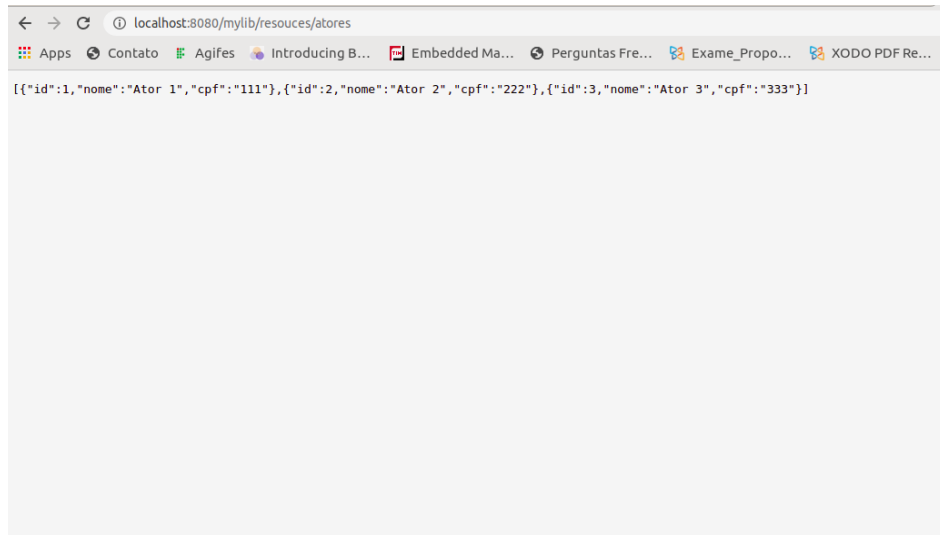 localhost:8080/mylib/resouces/atores
Apps Contato Agifes Introducing B... Embedded Ma... Perguntas Fre... Exame_Propo... XODO PDF Re...
[{"id":1,"nome":"Ator 1","cpf":"111"},{"id":2,"nome":"Ator 2","cpf":"222"},{"id":3,"nome":"Ator 3","cpf":"333"}]